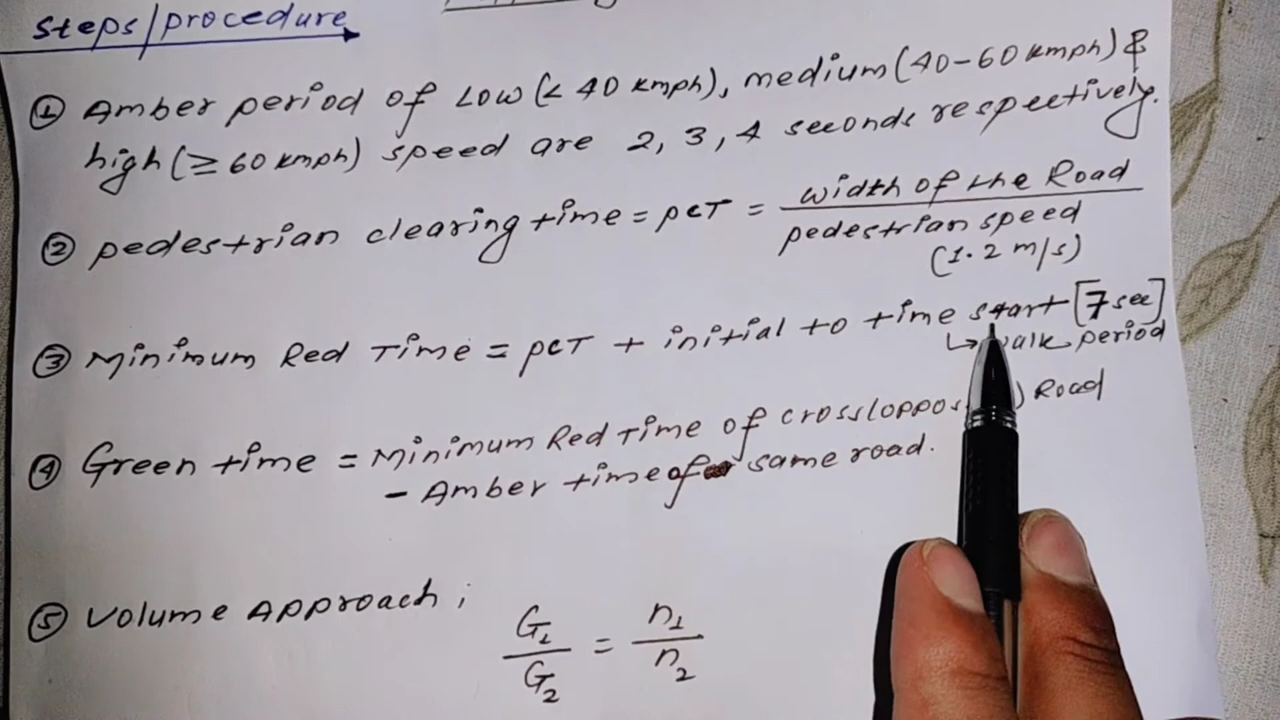 Steps/procedure
① Amber period of Low (< 40 kmph), medium (40-60 kmph) &
high (≥ 60 kmph) speed are 2, 3, 4 seconds respectively.
② pedestrian clearing time = PCT = width of the Road
pedestrian speed
(1.2 m/s)
③ Minimum Red Time = PCT + initial to time start [7 sec]
↳ walk period
④ Green time = Minimum Red Time of cross( Road
- Amber time of same road.
⑤ Volume Approach;
G1 = n1
G2 n2